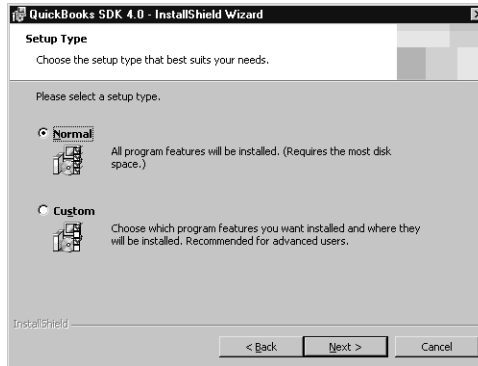 QuickBooks SDK 4.0 - InstallShield Wizard
Setup Type
Choose the setup type that best suits your needs.
Please select a setup type.
Normal
All program features will be installed. (Requires the most disk
space.)
Custom
Choose which program features you want installed and where they
will be installed. Recommended for advanced users.
InstallShield
< Back Next > Cancel